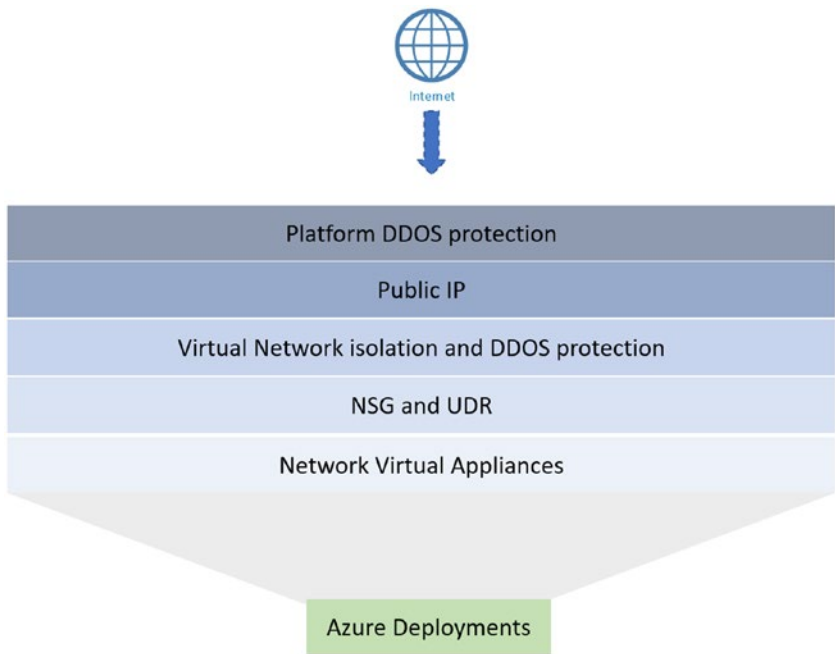 Internet
Platform DDOS protection
Public IP
Virtual Network isolation and DDOS protection
NSG and UDR
Network Virtual Appliances
Azure Deployments